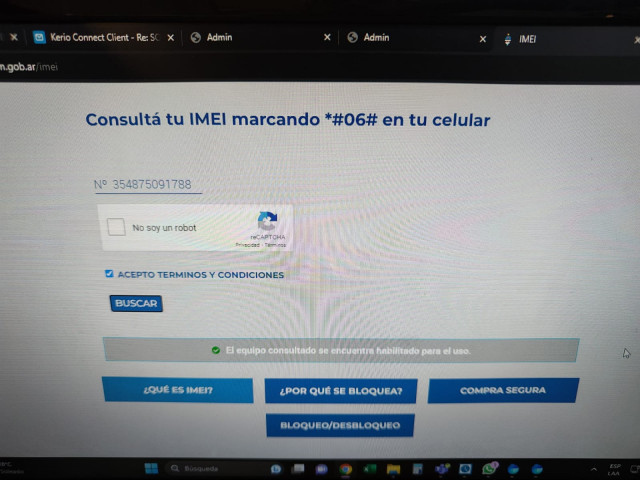 Kerio Connect Client - Re: SC
Admin
Admin
IMEI
n.gob.ar/imei
Consultá tu IMEI marcando *#06# en tu celular
Nº 354875091788
No soy un robot
reCAPTCHA
Privacidad - Términos
ACEPTO TERMINOS Y CONDICIONES
BUSCAR
El equipo consultado se encuentra habilitado para el uso.
¿QUÉ ES IMEI?
¿POR QUÉ SE BLOQUEA?
COMPRA SEGURA
BLOQUEO/DESBLOQUEO
Búsqueda
ESP
LAA